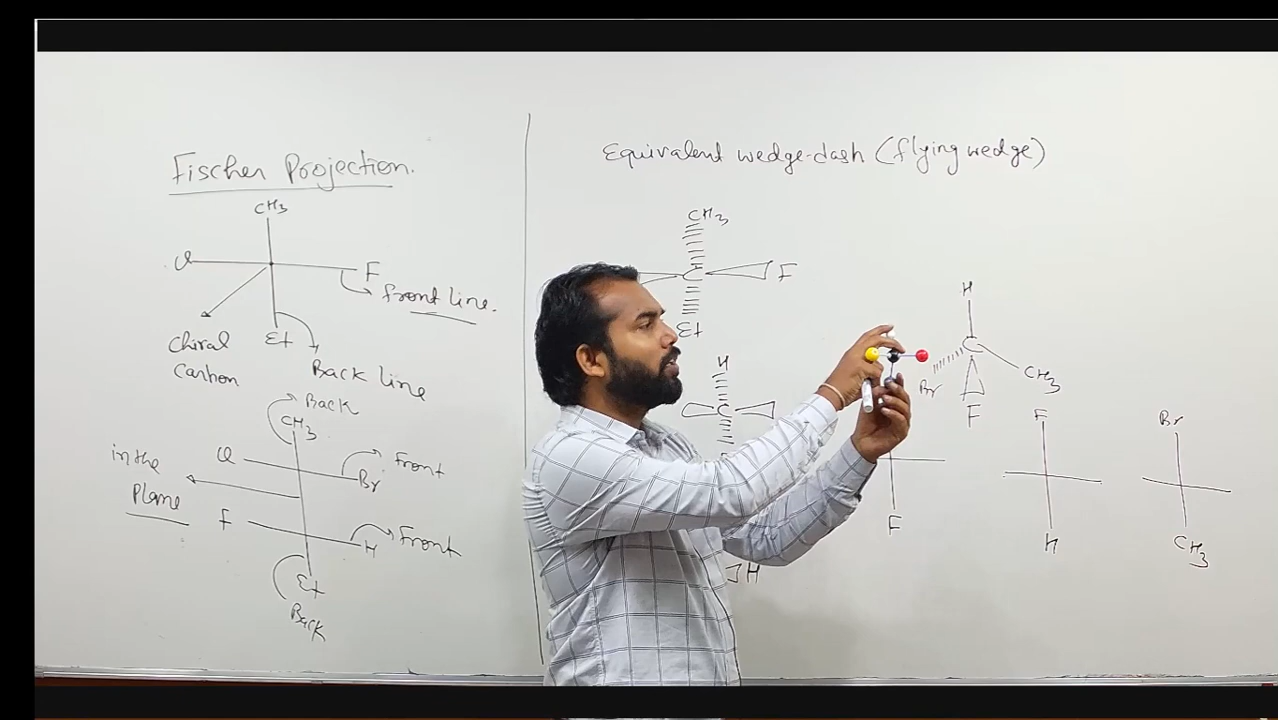 Fischer Projection.
CH3
Cl
F
front line.
chiral
carbon
Et
Back line
Back
CH3
Cl
Front
Br
in the
Plane
F
Front
H
Et
Back
Equivalent wedge-dash (flying wedge)
CH3
C
F
Et
H
C
H
H
C
Br
CH3
F
F
F
H
Br
CH3